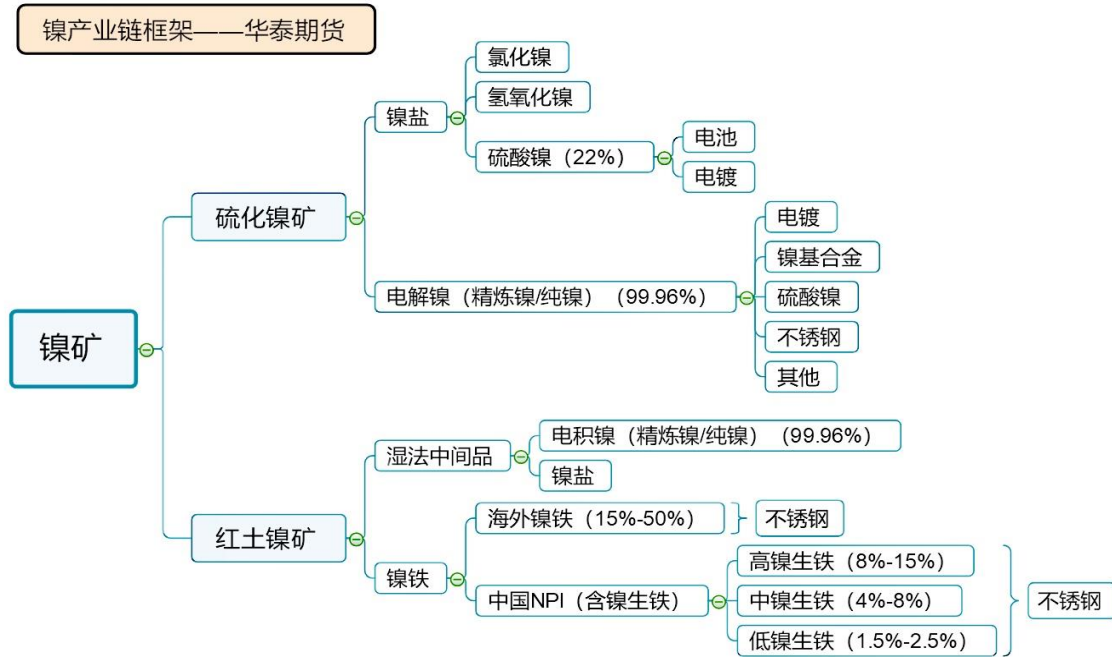 镍产业链框架——华泰期货
氯化镍
氢氧化镍
镍盐
硫酸镍（22%）
电池
电镀
硫化镍矿
电解镍（精炼镍/纯镍）（99.96%）
电镀
镍基合金
硫酸镍
不锈钢
其他
镍矿
湿法中间品
电积镍（精炼镍/纯镍）（99.96%）
镍盐
红土镍矿
镍铁
海外镍铁（15%-50%）
不锈钢
中国NPI（含镍生铁）
高镍生铁（8%-15%）
中镍生铁（4%-8%）
低镍生铁（1.5%-2.5%）
不锈钢